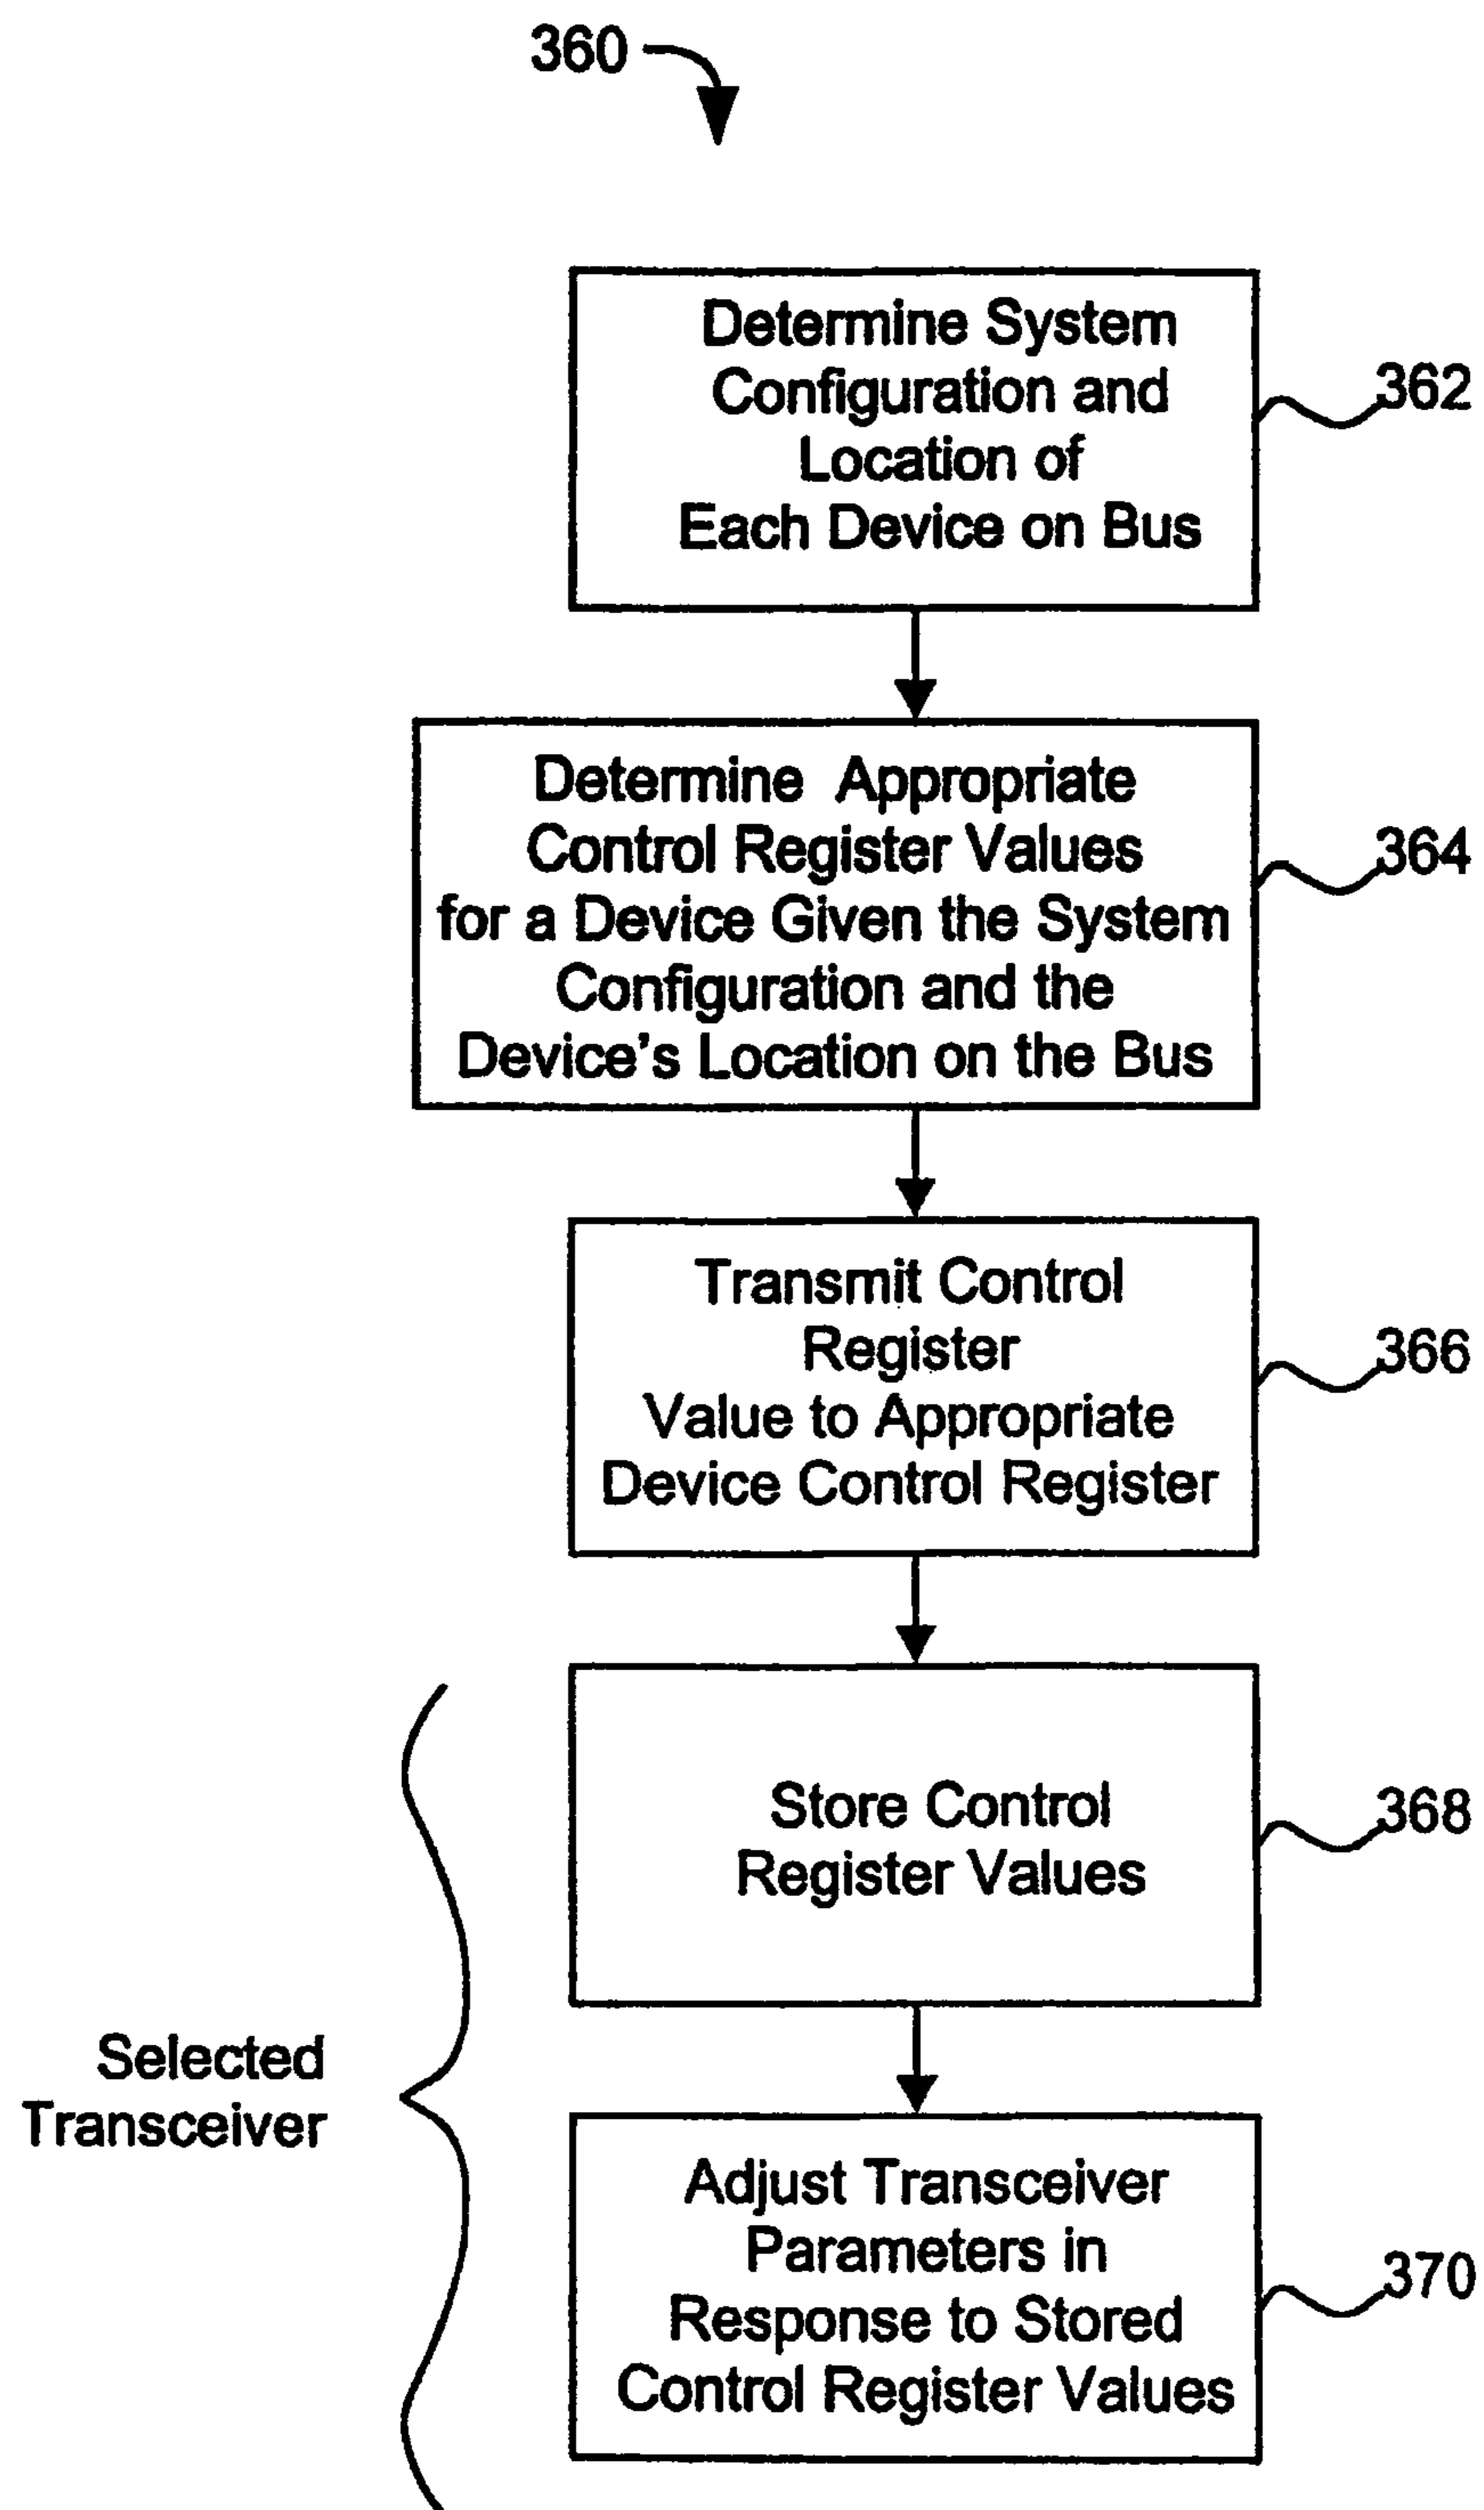 360
Determine System
Configuration and
Location of
Each Device on Bus
362
Determine Appropriate
Control Register Values
for a Device Given the System
Configuration and the
Device's Location on the Bus
364
Transmit Control
Register
Value to Appropriate
Device Control Register
366
Store Control
Register Values
368
Selected
Transceiver
Adjust Transceiver
Parameters in
Response to Stored
Control Register Values
370